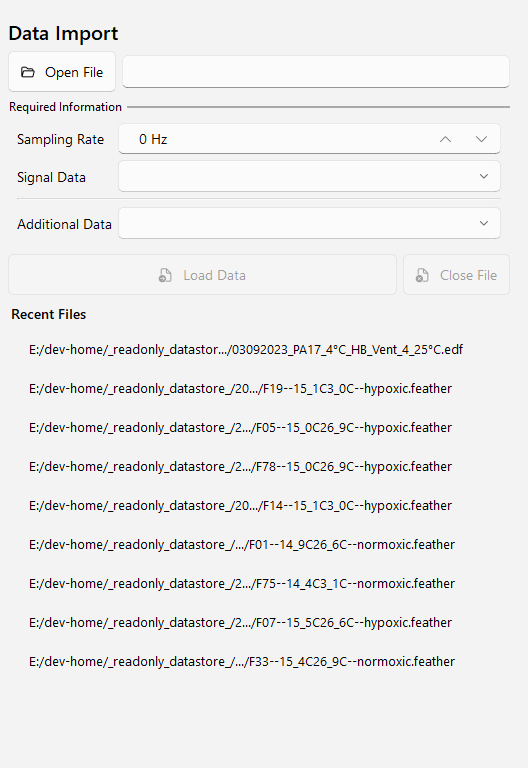 Data Import
Open File
Required Information
Sampling Rate 0 Hz
Signal Data
Additional Data
Load Data Close File
Recent Files
E:/dev-home/_readonly_datastor.../03092023_PA17_4°C_HB_Vent_4_25°C.edf
E:/dev-home/_readonly_datastore_/20.../F19--15_1C3_0C--hypoxic.feather
E:/dev-home/_readonly_datastore_/2.../F05--15_0C26_9C--hypoxic.feather
E:/dev-home/_readonly_datastore_/2.../F78--15_0C26_9C--hypoxic.feather
E:/dev-home/_readonly_datastore_/20.../F14--15_1C3_0C--hypoxic.feather
E:/dev-home/_readonly_datastore_/.../F01--14_9C26_6C--normoxic.feather
E:/dev-home/_readonly_datastore_/2.../F75--14_4C3_1C--normoxic.feather
E:/dev-home/_readonly_datastore_/2.../F07--15_5C26_6C--hypoxic.feather
E:/dev-home/_readonly_datastore_/.../F33--15_4C26_9C--normoxic.feather